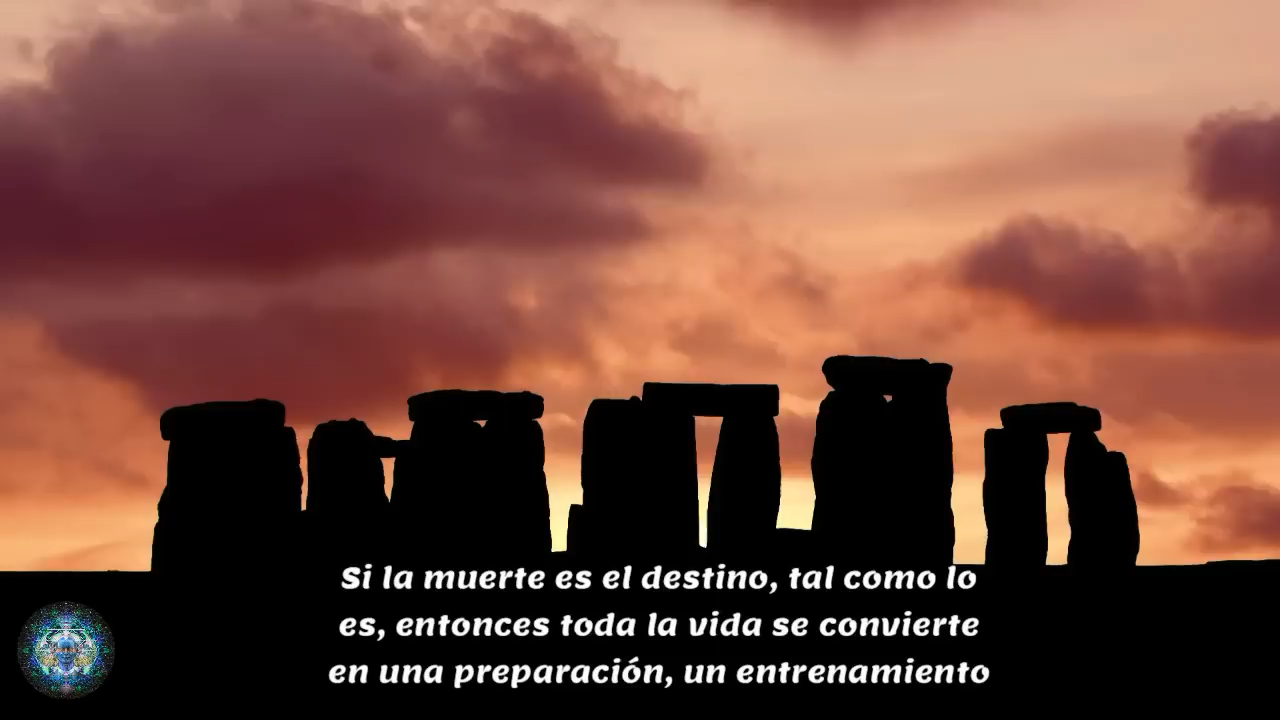 Si la muerte es el destino, tal como lo
es, entonces toda la vida se convierte
en una preparación, un entrenamiento